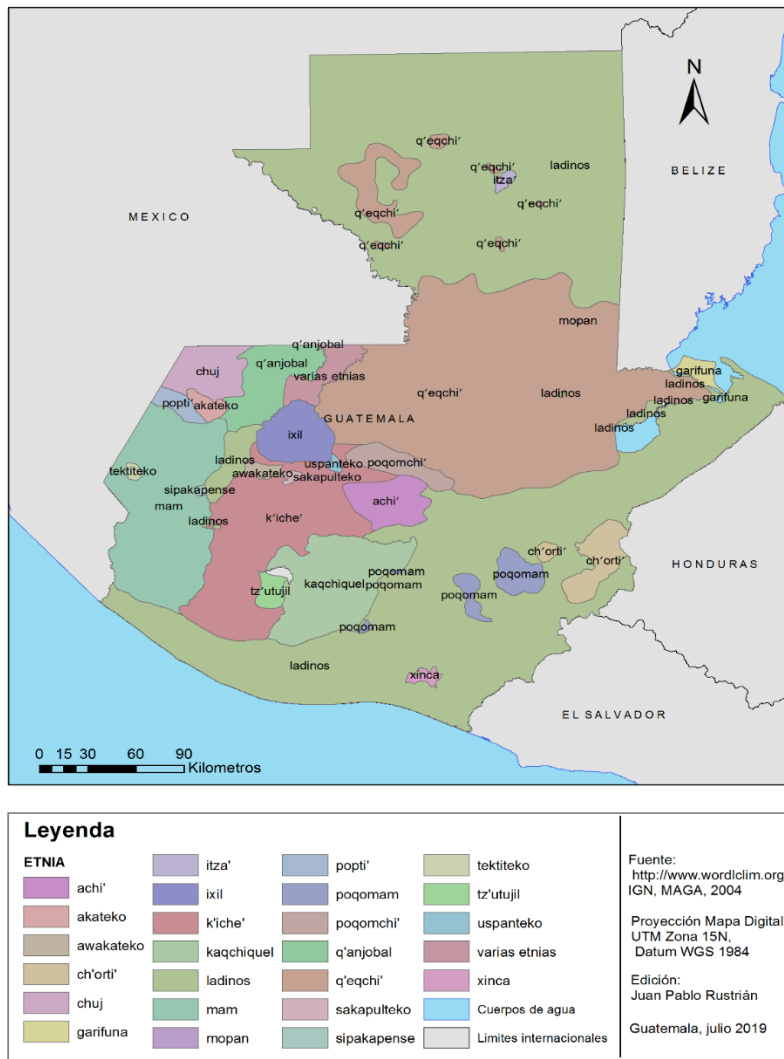 N
q'eqchi'
q'eqchi'
ladinos
itza'
BELIZE
MEXICO
q'eqchi'
q'eqchi'
q'eqchi'
q'eqchi'
mopan
q'anjobal
q'anjobal
chuj
varias etnias
garifuna
ladinos
popti'
akateko
q'eqchi'
ladinos
ladinos
garifuna
ladinos
GUATEMALA
ladinos
ixil
ladinos
uspanteko
poqomchi'
tektiteko
awakateko
sakapulteko
sipakapense
achi'
mam
k'iche'
ladinos
ch'orti'
ch'orti'
HONDURAS
poqomam
poqomam
kaqchiquel
poqomam
tz'utujil
poqomam
poqomam
ladinos
xinca
EL SALVADOR
0 15 30 60 90
Kilometros
Leyenda
ETNIA
achi'
akateko
awakateko
ch'orti'
chuj
garifuna
itza'
ixil
k'iche'
kaqchiquel
ladinos
mam
mopan
popti'
poqomam
poqomchi'
q'anjobal
q'eqchi'
sakapulteko
sipakapense
tektiteko
tz'utujil
uspanteko
varias etnias
xinca
Cuerpos de agua
Limites internacionales
Fuente:
http://www.wordlclim.org
IGN, MAGA, 2004
Proyección Mapa Digital
UTM Zona 15N,
Datum WGS 1984
Edición:
Juan Pablo Rustrián
Guatemala, julio 2019